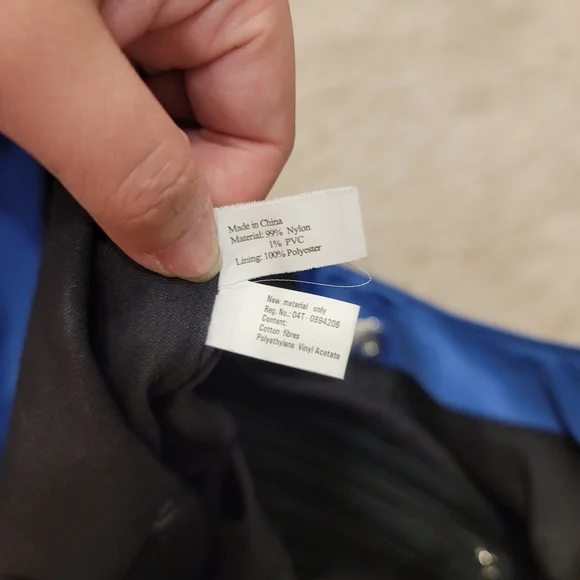 Made in China
Material: 99% Nylon
1% PVC
Lining: 100% Polyester
New material only
Reg. No.: 04T - 0894208
Content:
Cotton fibres
Polyethylene Vinyl Acetate